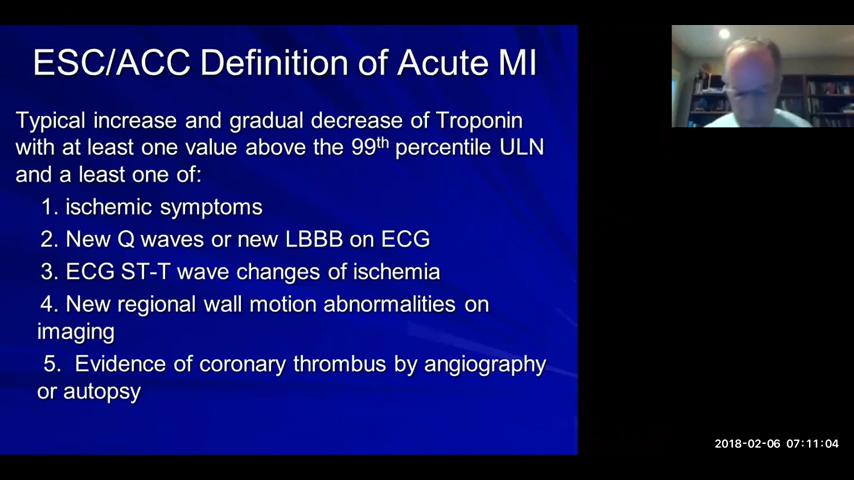 ESC/ACC Definition of Acute MI
Typical increase and gradual decrease of Troponin
with at least one value above the 99th percentile ULN
and a least one of:
1. ischemic symptoms
2. New Q waves or new LBBB on ECG
3. ECG ST-T wave changes of ischemia
4. New regional wall motion abnormalities on
imaging
5. Evidence of coronary thrombus by angiography
or autopsy
2018-02-06 07:11:04